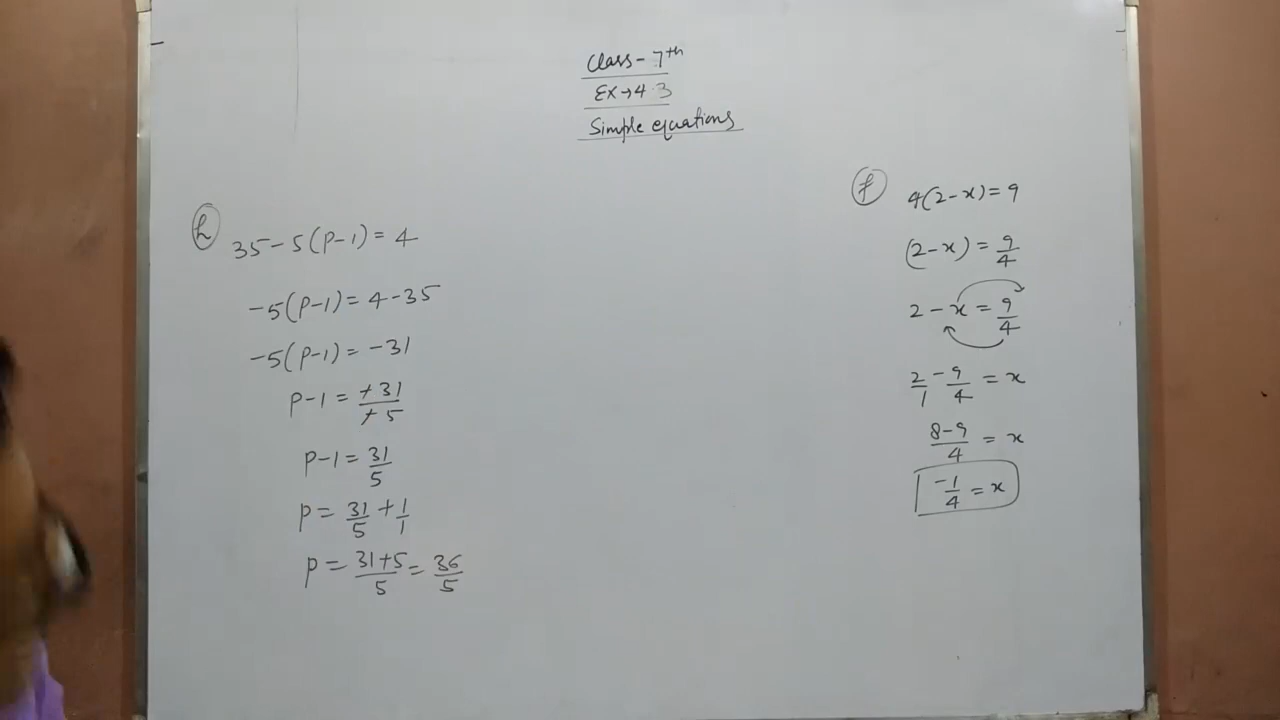 Class - 7th
EX → 4.3
Simple equations
h
35 - 5(P-1) = 4
-5(P-1) = 4 - 35
-5(P-1) = -31
P-1 = +31/+5
P-1 = 31/5
P = 31/5 + 1/1
P = 31+5/5 = 36/5
f
4(2-x) = 9
(2-x) = 9/4
2 - x = 9/4
2/1 - 9/4 = x
8-9/4 = x
-1/4 = x